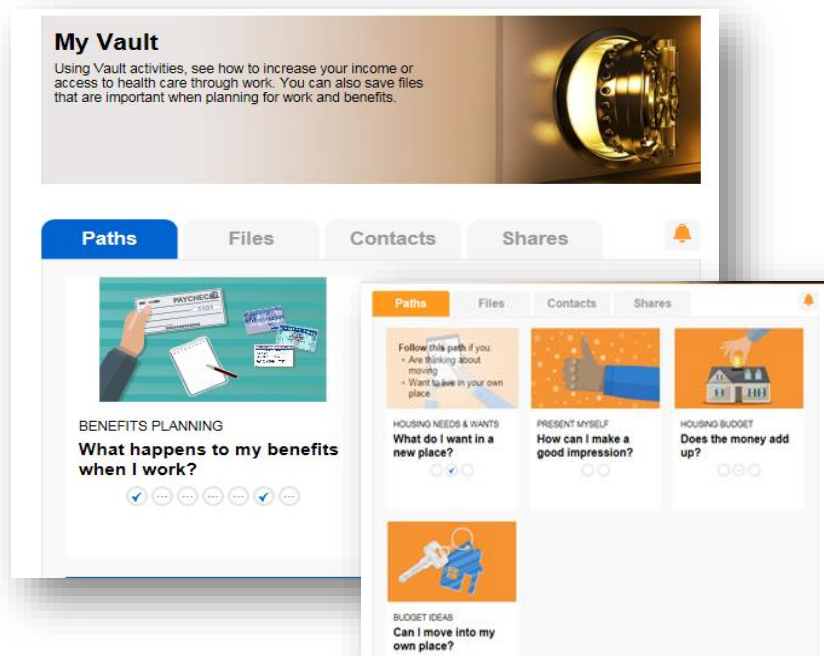 My Vault
Using Vault activities, see how to increase your income or
access to health care through work. You can also save files
that are important when planning for work and benefits.
Paths
Files
Contacts
Shares
PAYCHECK
BENEFITS PLANNING
What happens to my benefits
when I work?
Paths
Files
Contacts
Shares
Follow this path if you:
• Are thinking about
moving
• Want to live in your own
place
HOUSING NEEDS & WANTS
What do I want in a
new place?
PRESENT MYSELF
How can I make a
good impression?
HOUSING BUDGET
Does the money add
up?
BUDGET IDEAS
Can I move into my
own place?